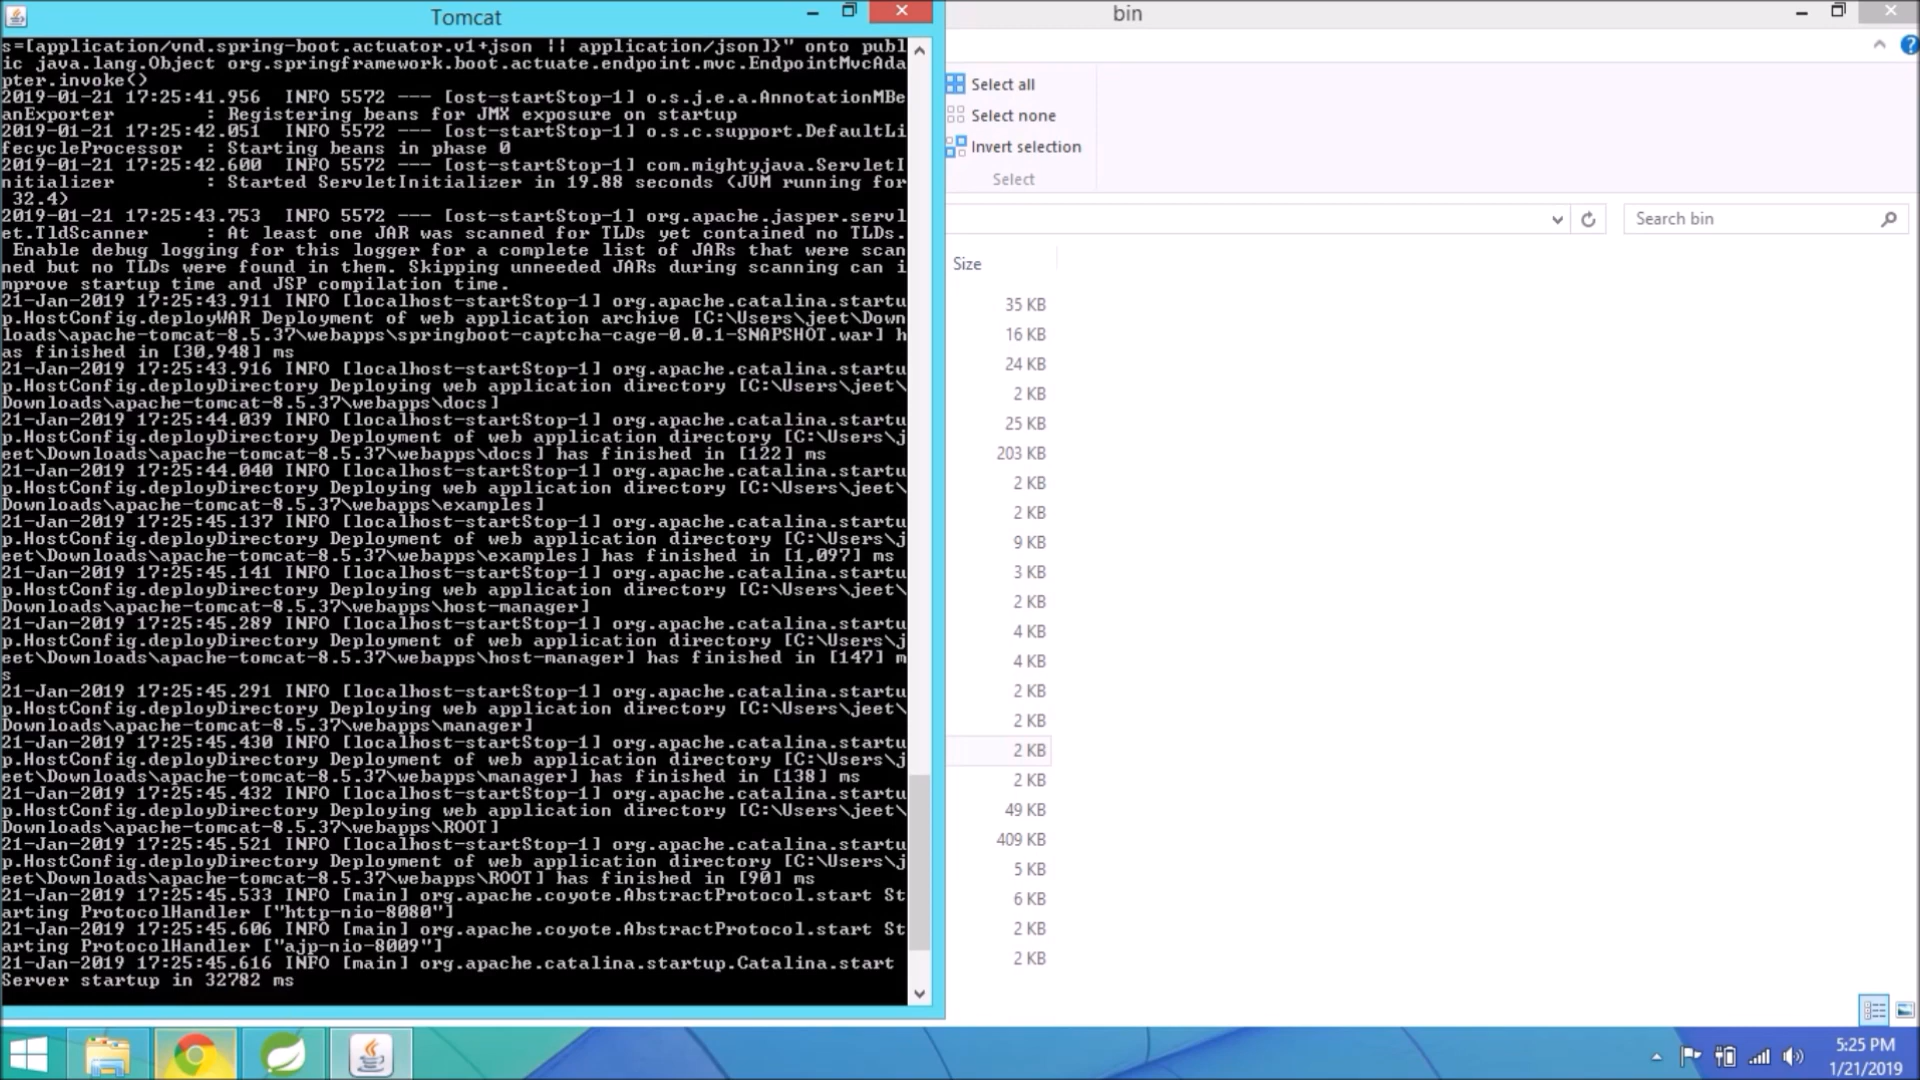 Tomcat
s=[application/vnd.spring-boot.actuator.v1+json || application/json]}" onto publ
ic java.lang.Object org.springframework.boot.actuate.endpoint.mvc.EndpointMvcAda
pter.invoke()
2019-01-21 17:25:41.956  INFO 5572 --- [ost-startStop-1] o.s.j.e.a.AnnotationMBe
anExporter        : Registering beans for JMX exposure on startup
2019-01-21 17:25:42.051  INFO 5572 --- [ost-startStop-1] o.s.c.support.DefaultLi
fecycleProcessor  : Starting beans in phase 0
2019-01-21 17:25:42.600  INFO 5572 --- [ost-startStop-1] com.mightyjava.ServletI
nitializer        : Started ServletInitializer in 19.88 seconds (JVM running for
 32.4)
2019-01-21 17:25:43.753  INFO 5572 --- [ost-startStop-1] org.apache.jasper.servl
et.TldScanner     : At least one JAR was scanned for TLDs yet contained no TLDs.
 Enable debug logging for this logger for a complete list of JARs that were scan
ned but no TLDs were found in them. Skipping unneeded JARs during scanning can i
mprove startup time and JSP compilation time.
21-Jan-2019 17:25:43.911 INFO [localhost-startStop-1] org.apache.catalina.startu
p.HostConfig.deployWAR Deployment of web application archive [C:\Users\jeet\Down
loads\apache-tomcat-8.5.37\webapps\springboot-captcha-cage-0.0.1-SNAPSHOT.war] h
as finished in [30,948] ms
21-Jan-2019 17:25:43.916 INFO [localhost-startStop-1] org.apache.catalina.startu
p.HostConfig.deployDirectory Deploying web application directory [C:\Users\jeet\
Downloads\apache-tomcat-8.5.37\webapps\docs]
21-Jan-2019 17:25:44.039 INFO [localhost-startStop-1] org.apache.catalina.startu
p.HostConfig.deployDirectory Deployment of web application directory [C:\Users\j
eet\Downloads\apache-tomcat-8.5.37\webapps\docs] has finished in [122] ms
21-Jan-2019 17:25:44.040 INFO [localhost-startStop-1] org.apache.catalina.startu
p.HostConfig.deployDirectory Deploying web application directory [C:\Users\jeet\
Downloads\apache-tomcat-8.5.37\webapps\examples]
21-Jan-2019 17:25:45.137 INFO [localhost-startStop-1] org.apache.catalina.startu
p.HostConfig.deployDirectory Deployment of web application directory [C:\Users\j
eet\Downloads\apache-tomcat-8.5.37\webapps\examples] has finished in [1,097] ms
21-Jan-2019 17:25:45.141 INFO [localhost-startStop-1] org.apache.catalina.startu
p.HostConfig.deployDirectory Deploying web application directory [C:\Users\jeet\
Downloads\apache-tomcat-8.5.37\webapps\host-manager]
21-Jan-2019 17:25:45.289 INFO [localhost-startStop-1] org.apache.catalina.startu
p.HostConfig.deployDirectory Deployment of web application directory [C:\Users\j
eet\Downloads\apache-tomcat-8.5.37\webapps\host-manager] has finished in [147] m
s
21-Jan-2019 17:25:45.291 INFO [localhost-startStop-1] org.apache.catalina.startu
p.HostConfig.deployDirectory Deploying web application directory [C:\Users\jeet\
Downloads\apache-tomcat-8.5.37\webapps\manager]
21-Jan-2019 17:25:45.430 INFO [localhost-startStop-1] org.apache.catalina.startu
p.HostConfig.deployDirectory Deployment of web application directory [C:\Users\j
eet\Downloads\apache-tomcat-8.5.37\webapps\manager] has finished in [138] ms
21-Jan-2019 17:25:45.432 INFO [localhost-startStop-1] org.apache.catalina.startu
p.HostConfig.deployDirectory Deploying web application directory [C:\Users\jeet\
Downloads\apache-tomcat-8.5.37\webapps\ROOT]
21-Jan-2019 17:25:45.521 INFO [localhost-startStop-1] org.apache.catalina.startu
p.HostConfig.deployDirectory Deployment of web application directory [C:\Users\j
eet\Downloads\apache-tomcat-8.5.37\webapps\ROOT] has finished in [90] ms
21-Jan-2019 17:25:45.533 INFO [main] org.apache.coyote.AbstractProtocol.start St
arting ProtocolHandler ["http-nio-8080"]
21-Jan-2019 17:25:45.606 INFO [main] org.apache.coyote.AbstractProtocol.start St
arting ProtocolHandler ["ajp-nio-8009"]
21-Jan-2019 17:25:45.616 INFO [main] org.apache.catalina.startup.Catalina.start
Server startup in 32782 ms
bin
Select all
Select none
Invert selection
Select
Search bin
Size
35 KB
16 KB
24 KB
2 KB
25 KB
203 KB
2 KB
2 KB
9 KB
3 KB
2 KB
4 KB
4 KB
2 KB
2 KB
2 KB
2 KB
49 KB
409 KB
5 KB
6 KB
2 KB
2 KB
5:25 PM
1/21/2019